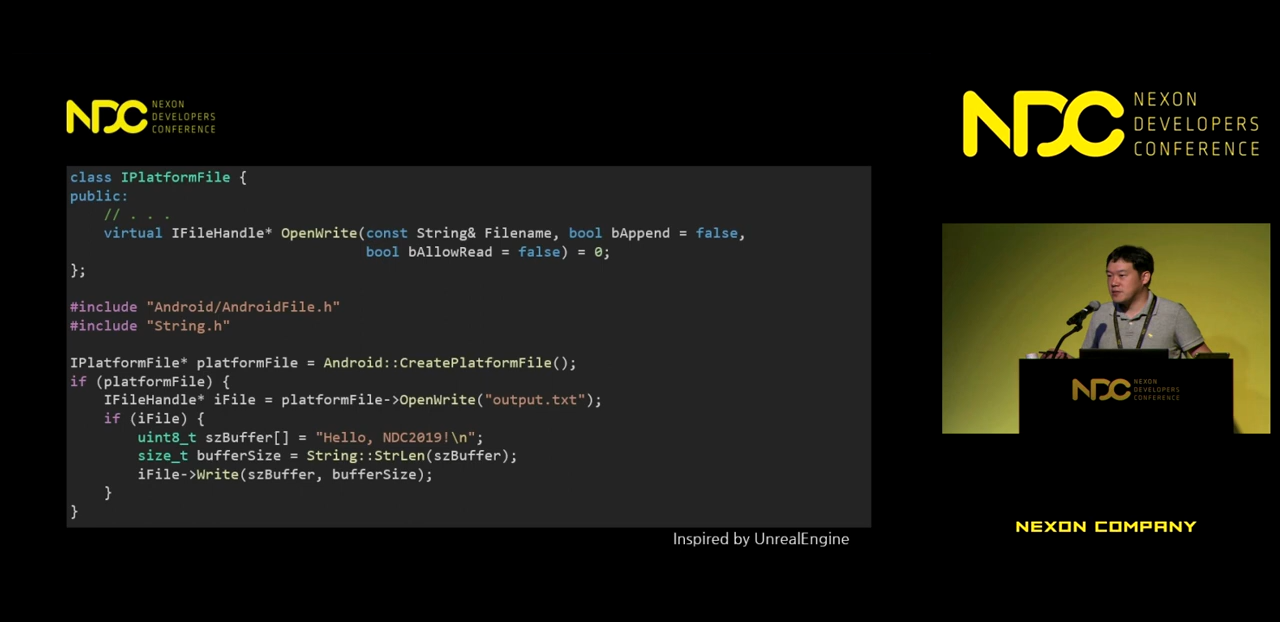 NDC NEXON
DEVELOPERS
CONFERENCE
class IPlatformFile {
public:
    // . . .
    virtual IFileHandle* OpenWrite(const String& Filename, bool bAppend = false,
                                   bool bAllowRead = false) = 0;
};
#include "Android/AndroidFile.h"
#include "String.h"
IPlatformFile* platformFile = Android::CreatePlatformFile();
if (platformFile) {
    IFileHandle* iFile = platformFile->OpenWrite("output.txt");
    if (iFile) {
        uint8_t szBuffer[] = "Hello, NDC2019!\n";
        size_t bufferSize = String::StrLen(szBuffer);
        iFile->Write(szBuffer, bufferSize);
    }
}
Inspired by UnrealEngine
NDC NEXON
DEVELOPERS
CONFERENCE
NDC NEXON
DEVELOPERS
CONFERENCE
NEXON COMPANY